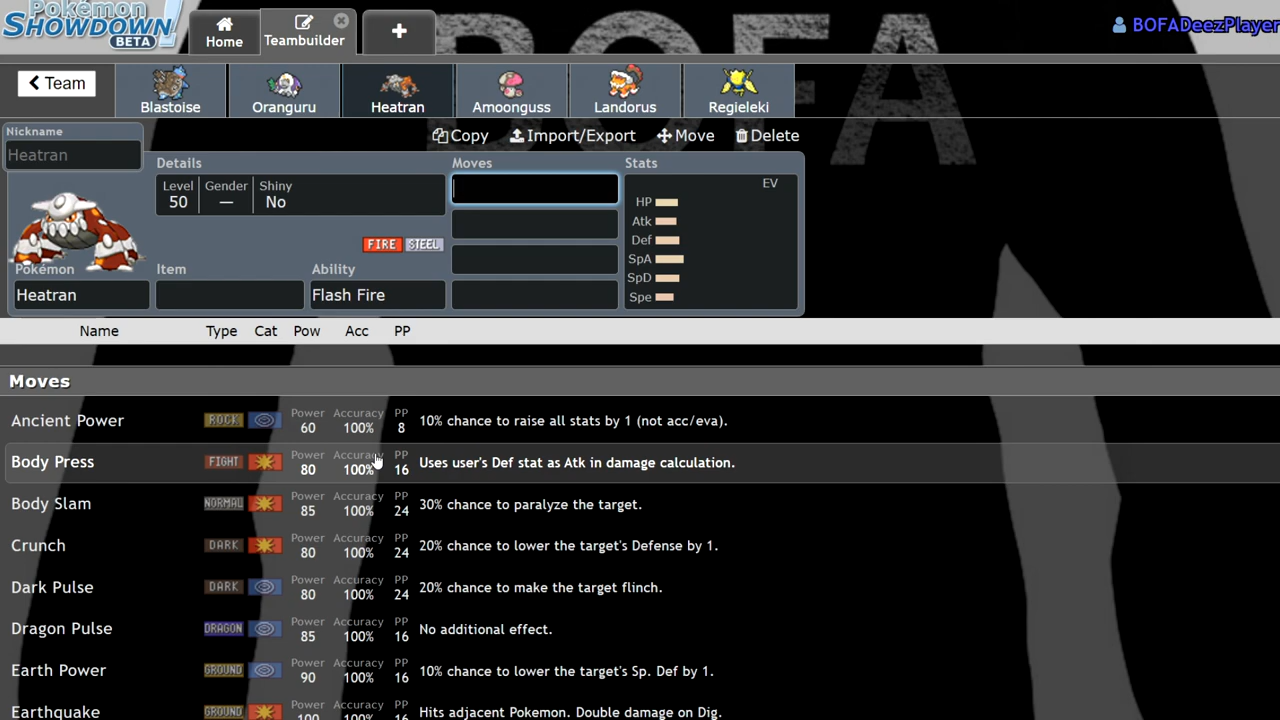 Pokémon
SHOWDOWN!
BETA
Home
Teambuilder
BOFA
BOFADeezPlayer
Team
Blastoise
Oranguru
Heatran
Amoonguss
Landorus
Regieleki
Nickname
Heatran
Copy Import/Export Move Delete
Details
Level Gender Shiny
50 — No
FIRE STEEL
Pokémon Item Ability
Heatran Flash Fire
Moves
Stats
EV
HP
Atk
Def
SpA
SpD
Spe
Name Type Cat Pow Acc PP
Moves
Ancient Power ROCK Power 60 Accuracy 100% PP 8 10% chance to raise all stats by 1 (not acc/eva).
Body Press FIGHT Power 80 Accuracy 100% PP 16 Uses user's Def stat as Atk in damage calculation.
Body Slam NORMAL Power 85 Accuracy 100% PP 24 30% chance to paralyze the target.
Crunch DARK Power 80 Accuracy 100% PP 24 20% chance to lower the target's Defense by 1.
Dark Pulse DARK Power 80 Accuracy 100% PP 24 20% chance to make the target flinch.
Dragon Pulse DRAGON Power 85 Accuracy 100% PP 16 No additional effect.
Earth Power GROUND Power 90 Accuracy 100% PP 16 10% chance to lower the target's Sp. Def by 1.
Earthquake GROUND Power 100 Accuracy 100% PP 16 Hits adjacent Pokemon. Double damage on Dig.